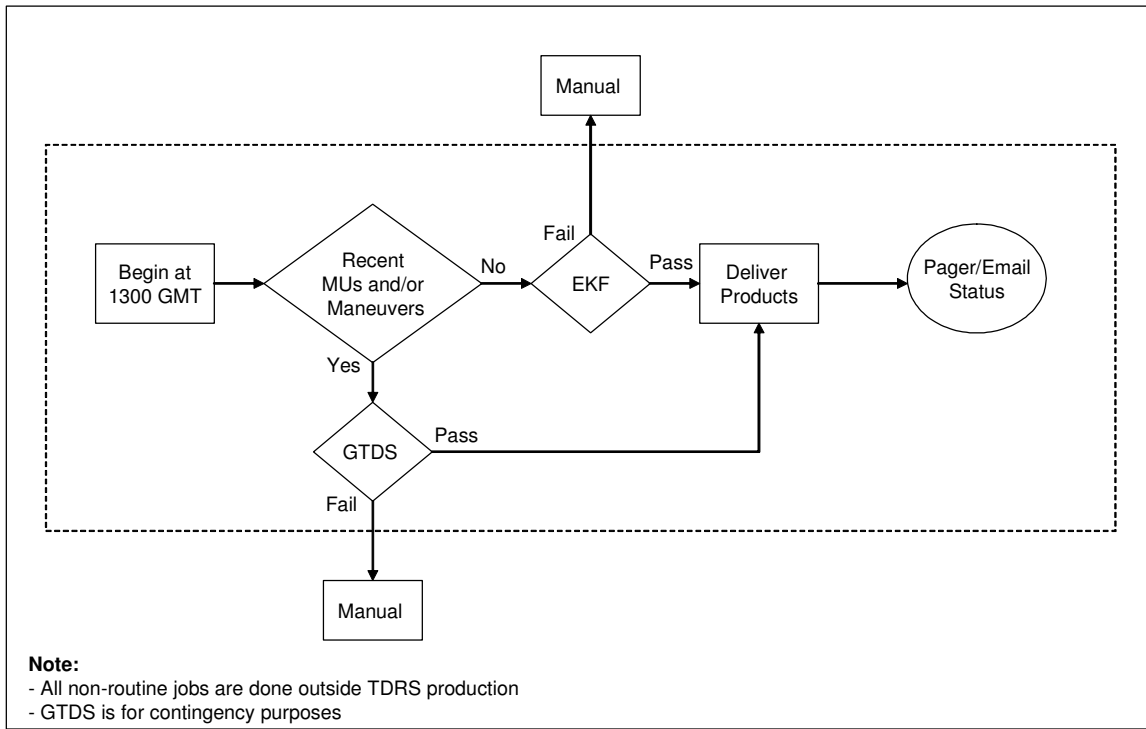 Manual
Fail
Begin at
1300 GMT
Recent
MUs and/or
Maneuvers
No
EKF
Pass
Deliver
Products
Pager/Email
Status
Yes
GTDS
Pass
Fail
Manual
Note:
- All non-routine jobs are done outside TDRS production
- GTDS is for contingency purposes